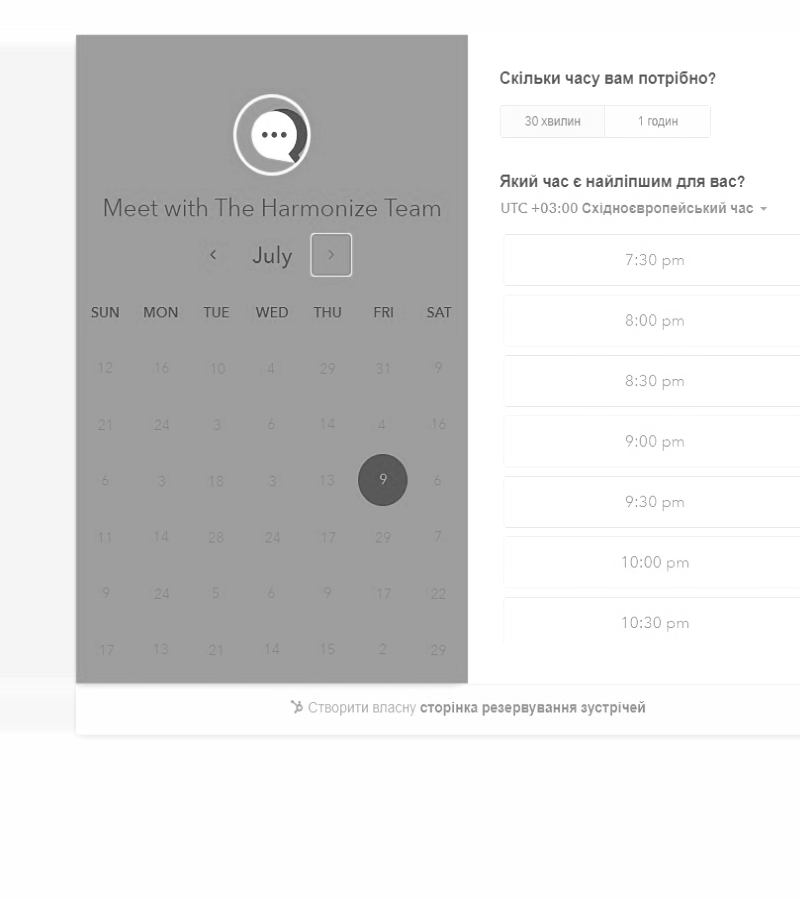 Meet with The Harmonize Team
July
SUN MON TUE WED THU FRI SAT
12 16 10 4 29 31 9
21 24 3 6 14 4 16
6 3 18 3 13 9 6
11 14 28 24 17 29 7
9 24 5 6 9 17 22
17 13 21 14 15 2 29
Скільки часу вам потрібно?
30 хвилин 1 годин
Який час є найліпшим для вас?
UTC +03:00 Східноєвропейський час
7:30 pm
8:00 pm
8:30 pm
9:00 pm
9:30 pm
10:00 pm
10:30 pm
Створити власну сторінка резервування зустрічей